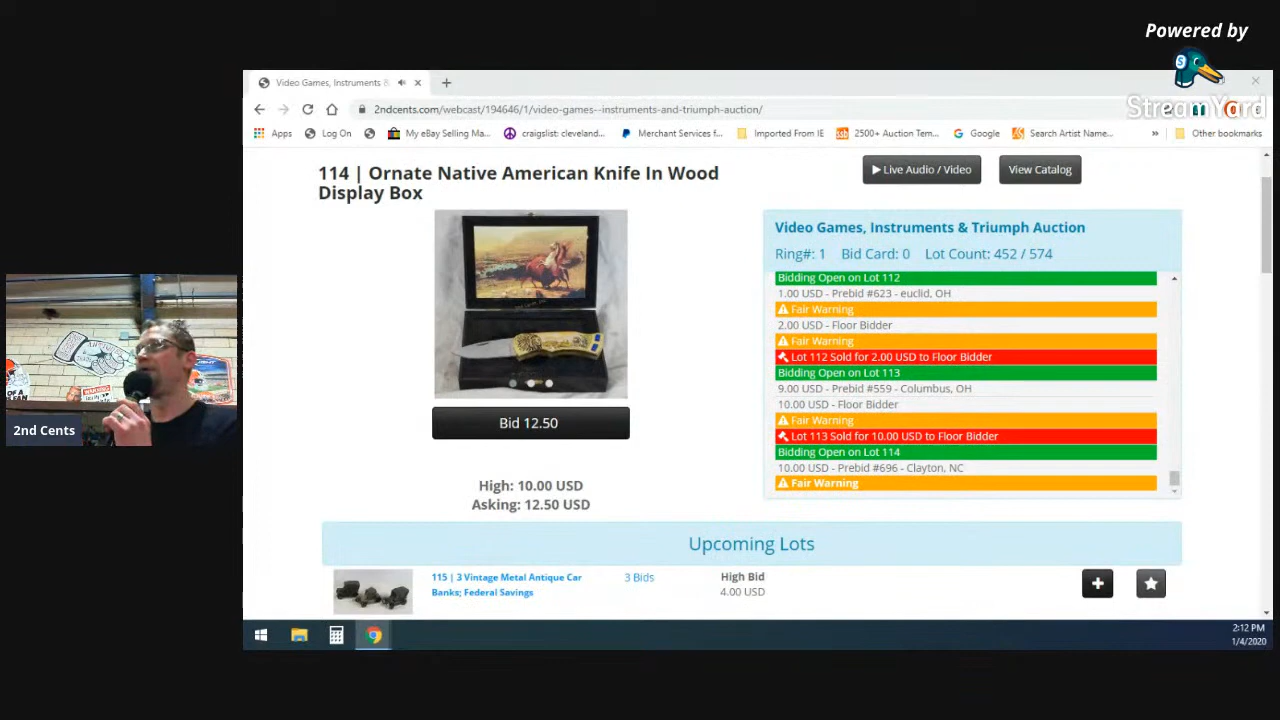 Powered by
StreamYard
Video Games, Instruments &
2ndcents.com/webcast/194646/1/video-games--instruments-and-triumph-auction/
Apps
Log On
My eBay Selling Ma...
craigslist: cleveland...
Merchant Services f...
Imported From IE
2500+ Auction Tem...
Google
Search Artist Name...
»
Other bookmarks
114 | Ornate Native American Knife In Wood
Display Box
Live Audio / Video
View Catalog
Bid 12.50
High: 10.00 USD
Asking: 12.50 USD
Video Games, Instruments & Triumph Auction
Ring#: 1 Bid Card: 0 Lot Count: 452 / 574
Bidding Open on Lot 112
1.00 USD - Prebid #623 - euclid, OH
Fair Warning
2.00 USD - Floor Bidder
Fair Warning
Lot 112 Sold for 2.00 USD to Floor Bidder
Bidding Open on Lot 113
9.00 USD - Prebid #559 - Columbus, OH
10.00 USD - Floor Bidder
Fair Warning
Lot 113 Sold for 10.00 USD to Floor Bidder
Bidding Open on Lot 114
10.00 USD - Prebid #696 - Clayton, NC
Fair Warning
Upcoming Lots
115 | 3 Vintage Metal Antique Car
Banks; Federal Savings
3 Bids
High Bid
4.00 USD
2nd Cents
WARNING
2:12 PM
1/4/2020